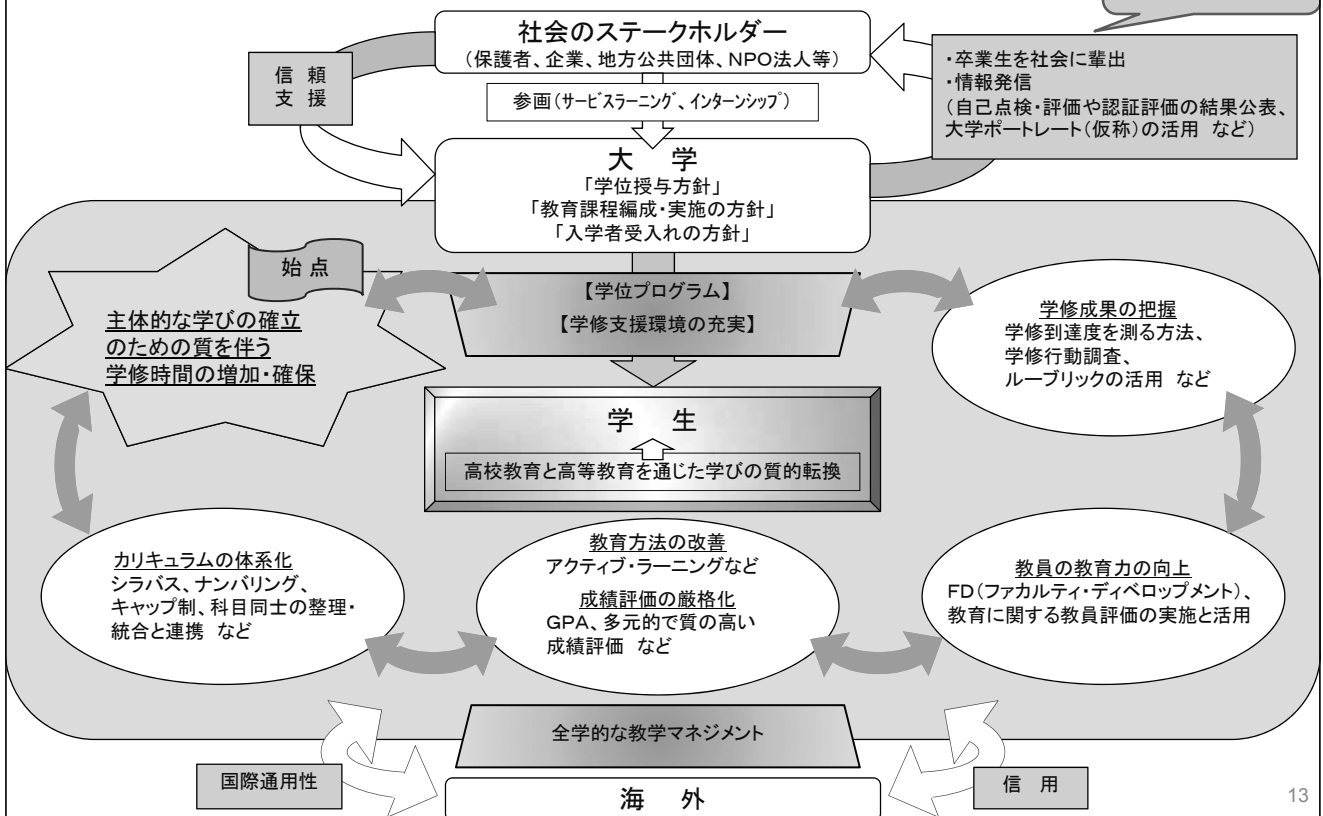 社会のステークホルダー
(保護者、企業、地方公共団体、NPO法人等)
信 頼
支 援
参画(サービスラーニング、インターンシップ)
・卒業生を社会に輩出
・情報発信
(自己点検・評価や認証評価の結果公表、
大学ポートレート(仮称)の活用 など)
大 学
「学位授与方針」
「教育課程編成・実施の方針」
「入学者受入れの方針」
始 点
主体的な学びの確立
のための質を伴う
学修時間の増加・確保
【学位プログラム】
【学修支援環境の充実】
学修成果の把握
学修到達度を測る方法、
学修行動調査、
ルーブリックの活用 など
学 生
高校教育と高等教育を通じた学びの質的転換
カリキュラムの体系化
シラバス、ナンバリング、
キャップ制、科目同士の整理・
統合と連携 など
教育方法の改善
アクティブ・ラーニングなど
成績評価の厳格化
GPA、多元的で質の高い
成績評価 など
教員の教育力の向上
FD(ファカルティ・ディベロップメント)、
教育に関する教員評価の実施と活用
全学的な教学マネジメント
国際通用性
海 外
信 用
13